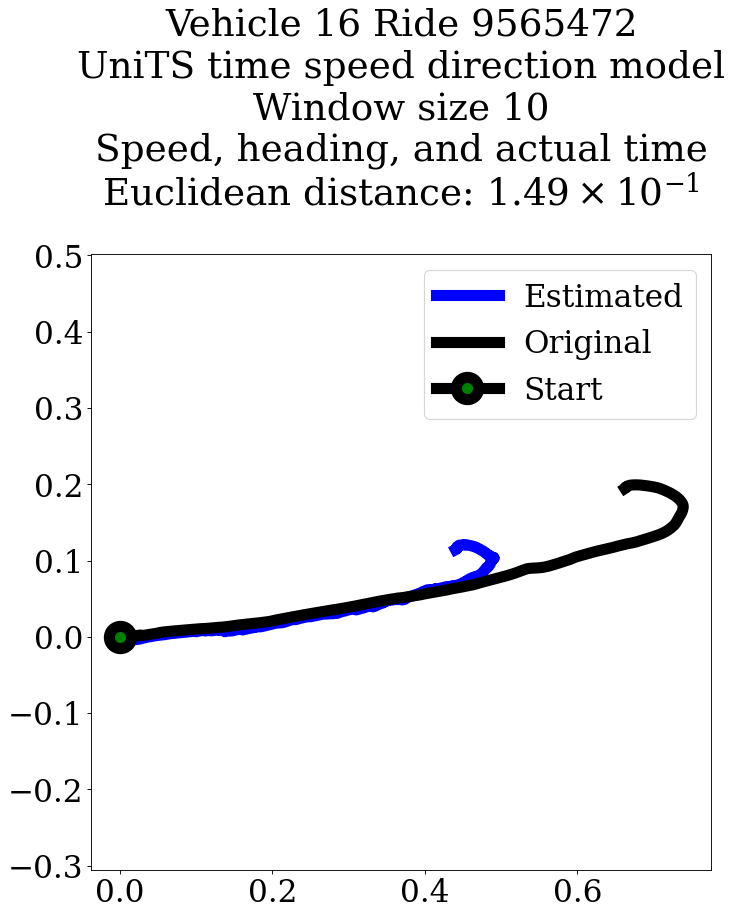 Vehicle 16 Ride 9565472
UniTS time speed direction model
Window size 10
Speed, heading, and actual time
Euclidean distance: 1.49 × 10⁻¹
0.5
0.4
0.3
0.2
0.1
0.0
−0.1
−0.2
−0.3
Estimated
Original
Start
0.0 0.2 0.4 0.6